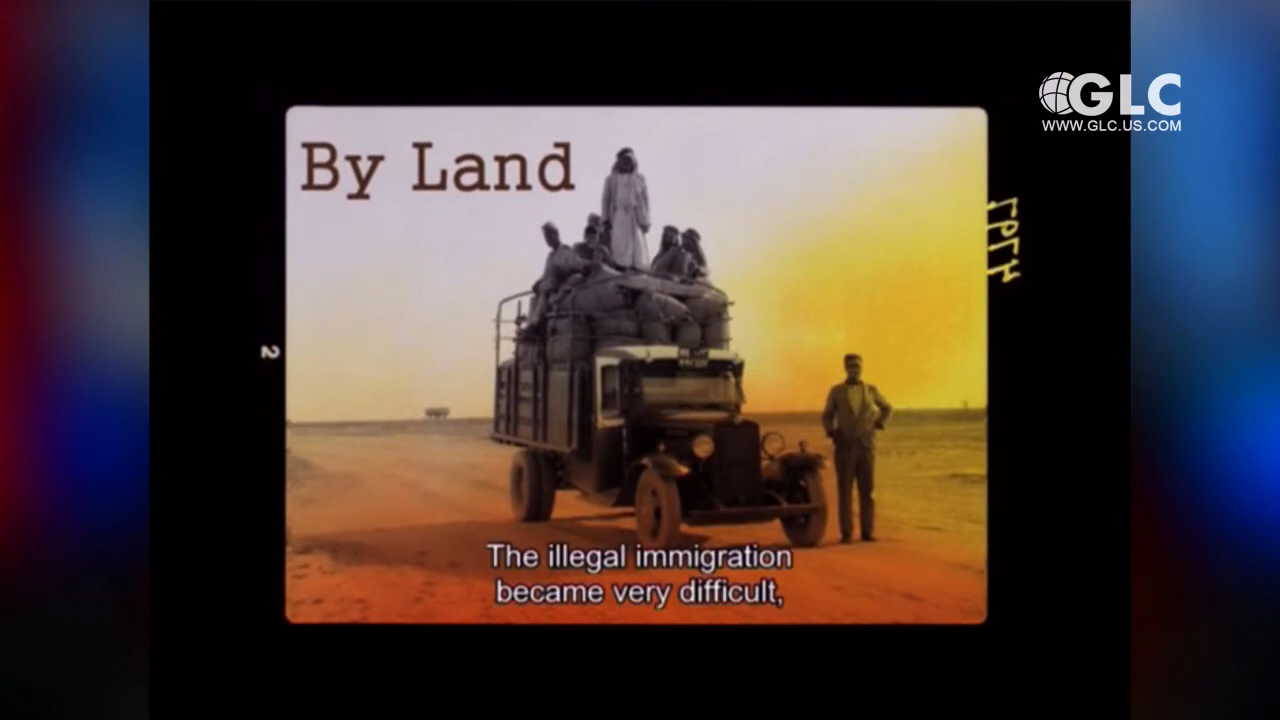 GLC
WWW.GLC.US.COM
By Land
2
The illegal immigration
became very difficult,